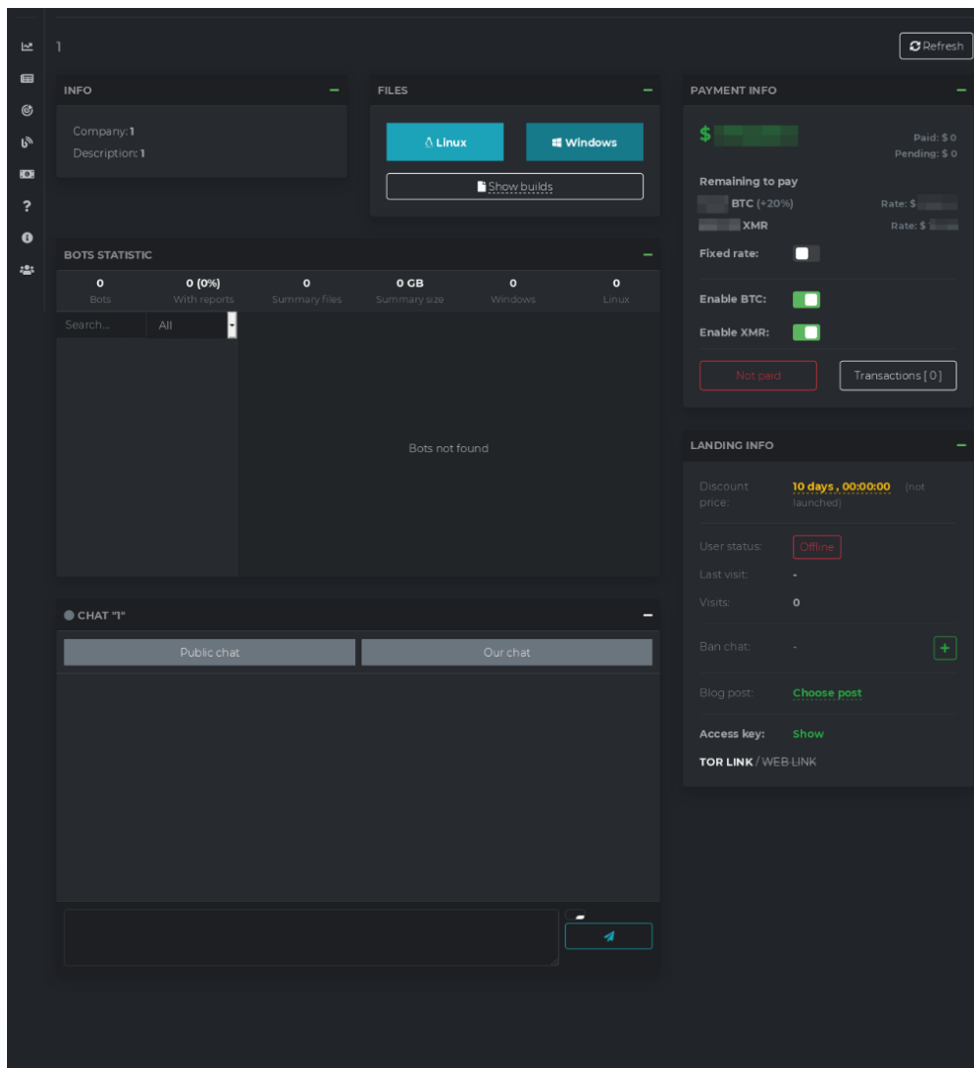 1
Refresh
INFO
Company: 1
Description: 1
FILES
Linux
Windows
Show builds
PAYMENT INFO
$
Paid: $ 0
Pending: $ 0
Remaining to pay
BTC (+20%)
Rate: $
XMR
Rate: $
Fixed rate:
Enable BTC:
Enable XMR:
Not paid
Transactions [ 0 ]
BOTS STATISTIC
0 0 (0%) 0 0 GB 0 0
Bots With reports Summary files Summary size Windows Linux
Search... All
Bots not found
LANDING INFO
Discount price: 10 days , 00:00:00 (not launched)
User status: Offline
Last visit: -
Visits: 0
Ban chat: - +
Blog post: Choose post
Access key: Show
TOR LINK / WEB LINK
CHAT "1"
Public chat
Our chat